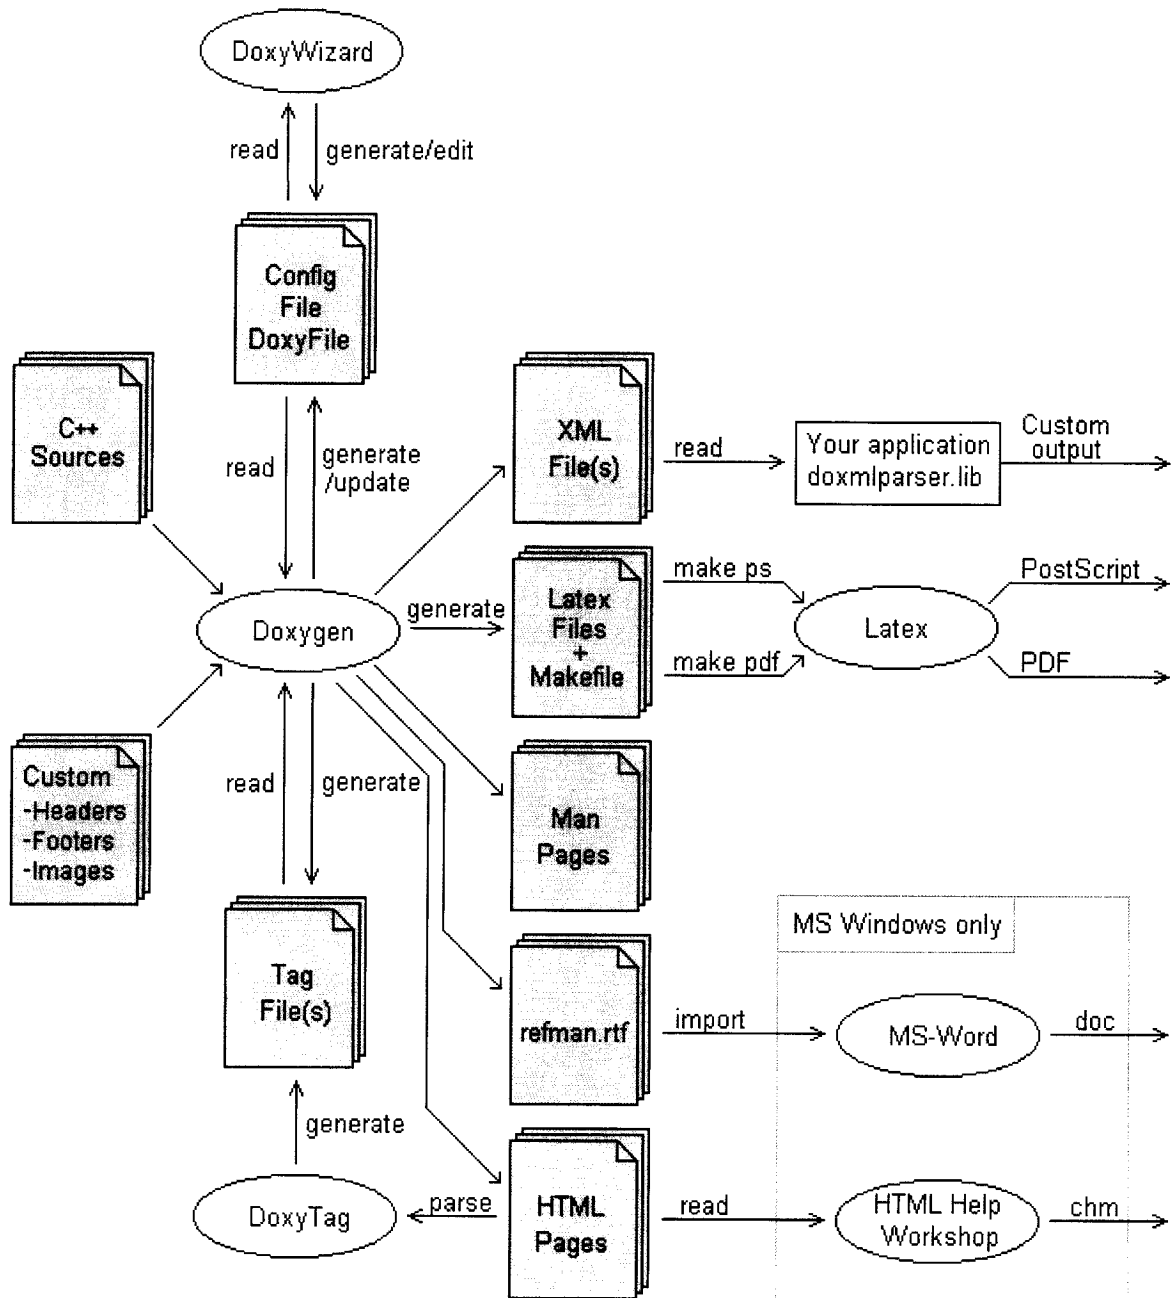 DoxyWizard
read
generate/edit
Config
File
DoxyFile
C++
Sources
read
generate
/update
XML
File(s)
read
Your application
doxmlparser.lib
Custom
output
Doxygen
generate
Latex
Files
+
Makefile
make ps
make pdf
Latex
PostScript
PDF
Custom
-Headers
-Footers
-Images
read
generate
Man
Pages
Tag
File(s)
MS Windows only
refman.rtf
import
MS-Word
doc
generate
DoxyTag
parse
HTML
Pages
read
HTML Help
Workshop
chm